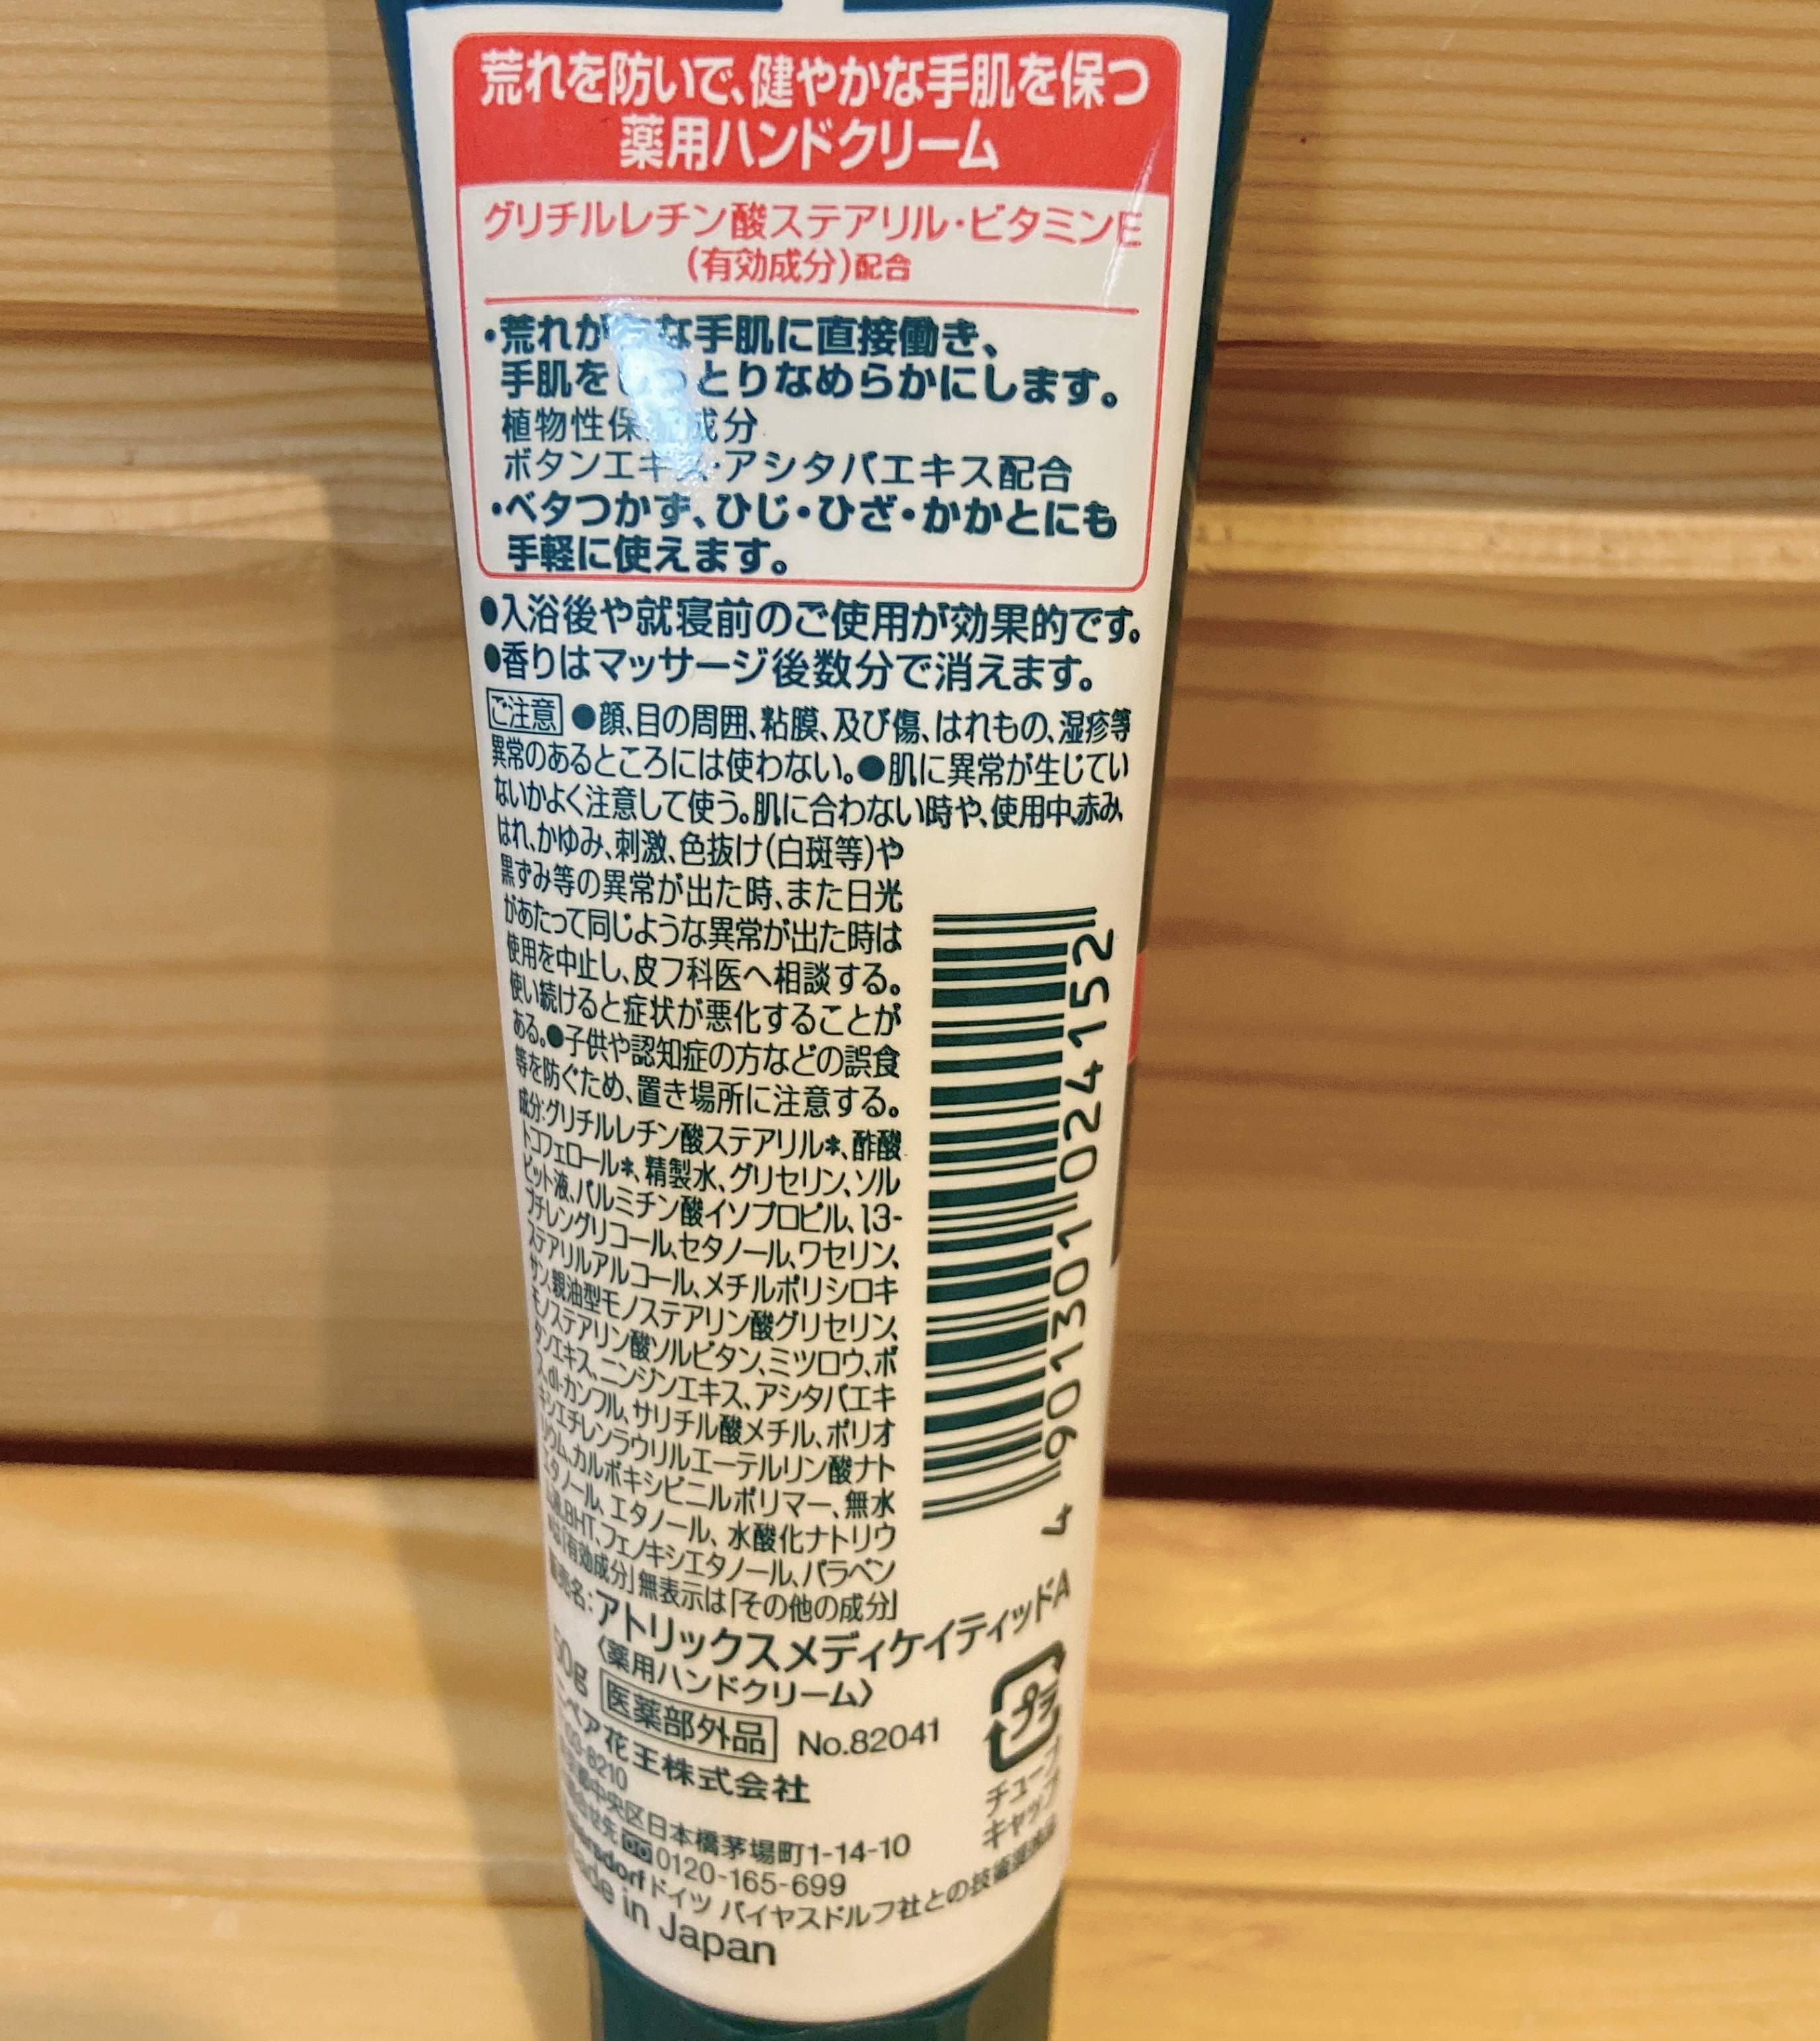 荒れを防いで、健やかな手肌を保つ
薬用ハンドクリーム
グリチルレチン酸ステアリル・ビタミンE
(有効成分)配合
・荒れが な手肌に直接働き、
手肌を とりなめらかにします。
植物性保 成分
ボタンエキス・アシタバエキス配合
・ベタつかず、ひじ・ひざ・かかとにも
手軽に使えます。
●入浴後や就寝前のご使用が効果的です。
●香りはマッサージ後数分で消えます。
ご注意 ●顔、目の周囲、粘膜、及び傷、はれもの、湿疹等
異常のあるところには使わない。●肌に異常が生じてい
ないかよく注意して使う。肌に合わない時や、使用中、赤み、
はれ、かゆみ、刺激、色抜け(白斑等)や
黒ずみ等の異常が出た時、また日光
があたって同じような異常が出た時は
使用を中止し、皮フ科医へ相談する。
使い続けると症状が悪化することが
ある。●子供や認知症の方などの誤食
等を防ぐため、置き場所に注意する。
成分:グリチルレチン酸ステアリル*、酢酸
トコフェロール*、精製水、グリセリン、ソル
ビット液、パルミチン酸イソプロピル、1,3-
ブチレングリコール、セタノール、ワセリン、
ステアリルアルコール、メチルポリシロキ
サン、親油型モノステアリン酸グリセリン、
モノステアリン酸ソルビタン、ミツロウ、ボ
タンエキス、ニンジンエキス、アシタバエキ
ス、dl-カンフル、サリチル酸メチル、ポリオ
キシエチレンラウリルエーテルリン酸ナト
リウム、カルボキシビニルポリマー、無水
エタノール、エタノール、水酸化ナトリウ
BHT、フェノキシエタノール、パラベン
「有効成分」無表示は「その他の成分」
販売名:アトリックスメディケイティッドA
〈薬用ハンドクリーム〉
0g 医薬部外品 No.82041
ベア花王株式会社
8210
中央区日本橋茅場町1-14-10
0120-165-699
ドイツ バイヤスドルフ社との技術提携品
in Japan
4 901301 024152
プラ
チューブ
キャップ